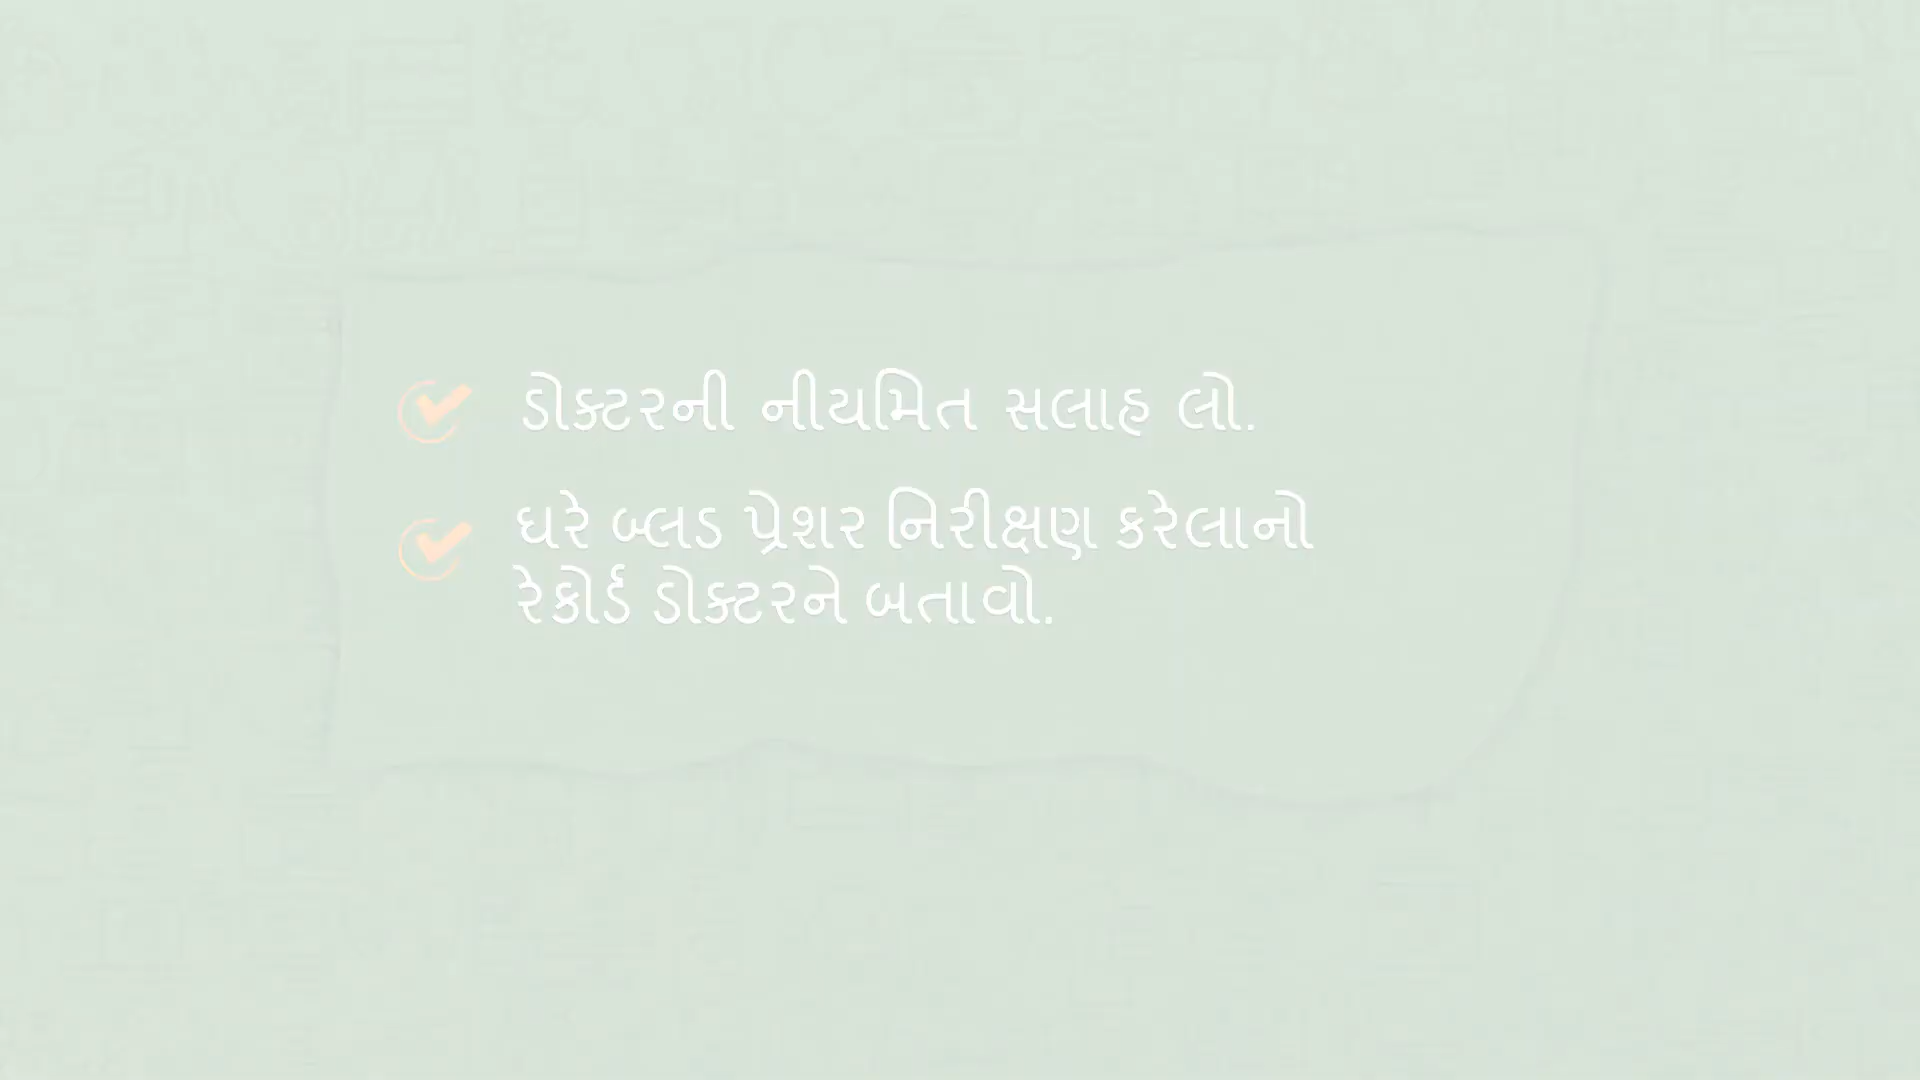 ડોક્ટરની નીયમિત સલાહ લો.
ઘરે બ્લડ પ્રેશર નિરીક્ષણ કરેલાનો
રેકોર્ડ ડોક્ટરને બતાવો.